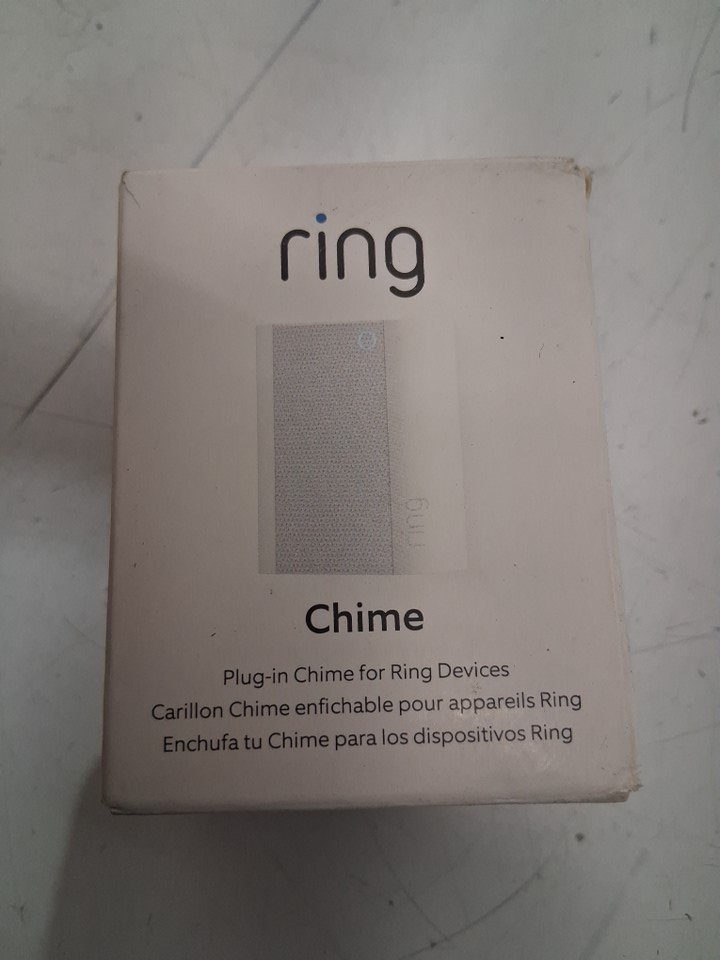 ring
ring
Chime
Plug-in Chime for Ring Devices
Carillon Chime enfichable pour appareils Ring
Enchufa tu Chime para los dispositivos Ring